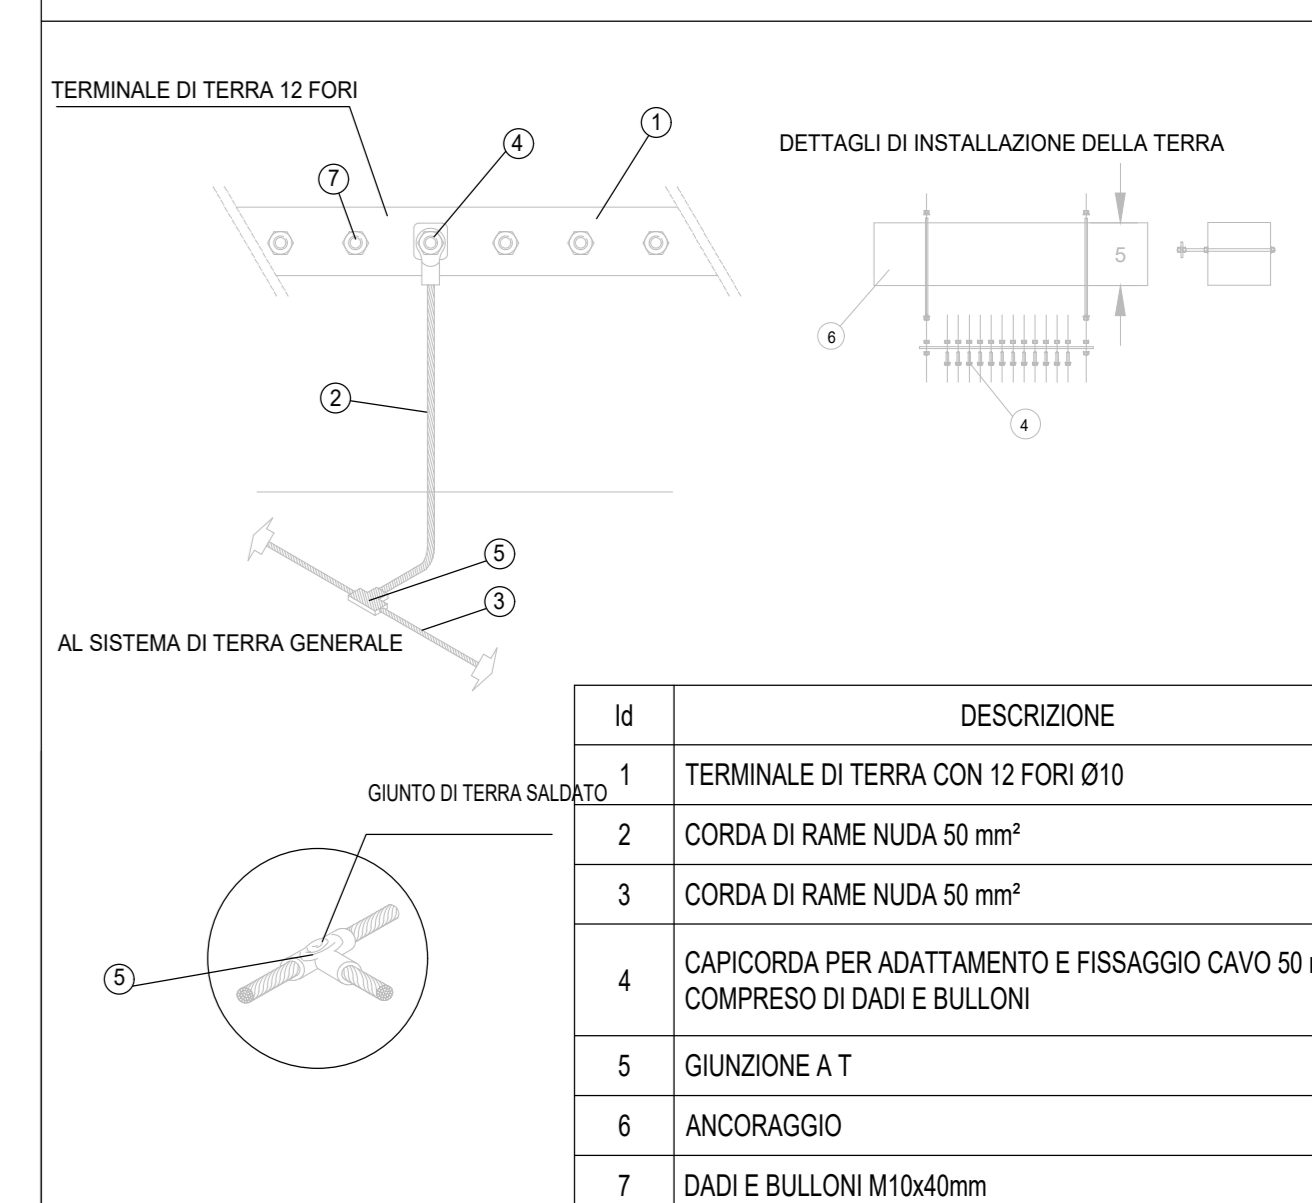 TERMINALE DI TERRA 12 FORI
1
4
7
DETTAGLI DI INSTALLAZIONE DELLA TERRA
5
6
4
2
5
3
AL SISTEMA DI TERRA GENERALE
GIUNTO DI TERRA SALDATO
5
Id DESCRIZIONE
1 TERMINALE DI TERRA CON 12 FORI Ø10
2 CORDA DI RAME NUDA 50 mm²
3 CORDA DI RAME NUDA 50 mm²
4 CAPICORDA PER ADATTAMENTO E FISSAGGIO CAVO 50
COMPRESO DI DADI E BULLONI
5 GIUNZIONE A T
6 ANCORAGGIO
7 DADI E BULLONI M10x40mm